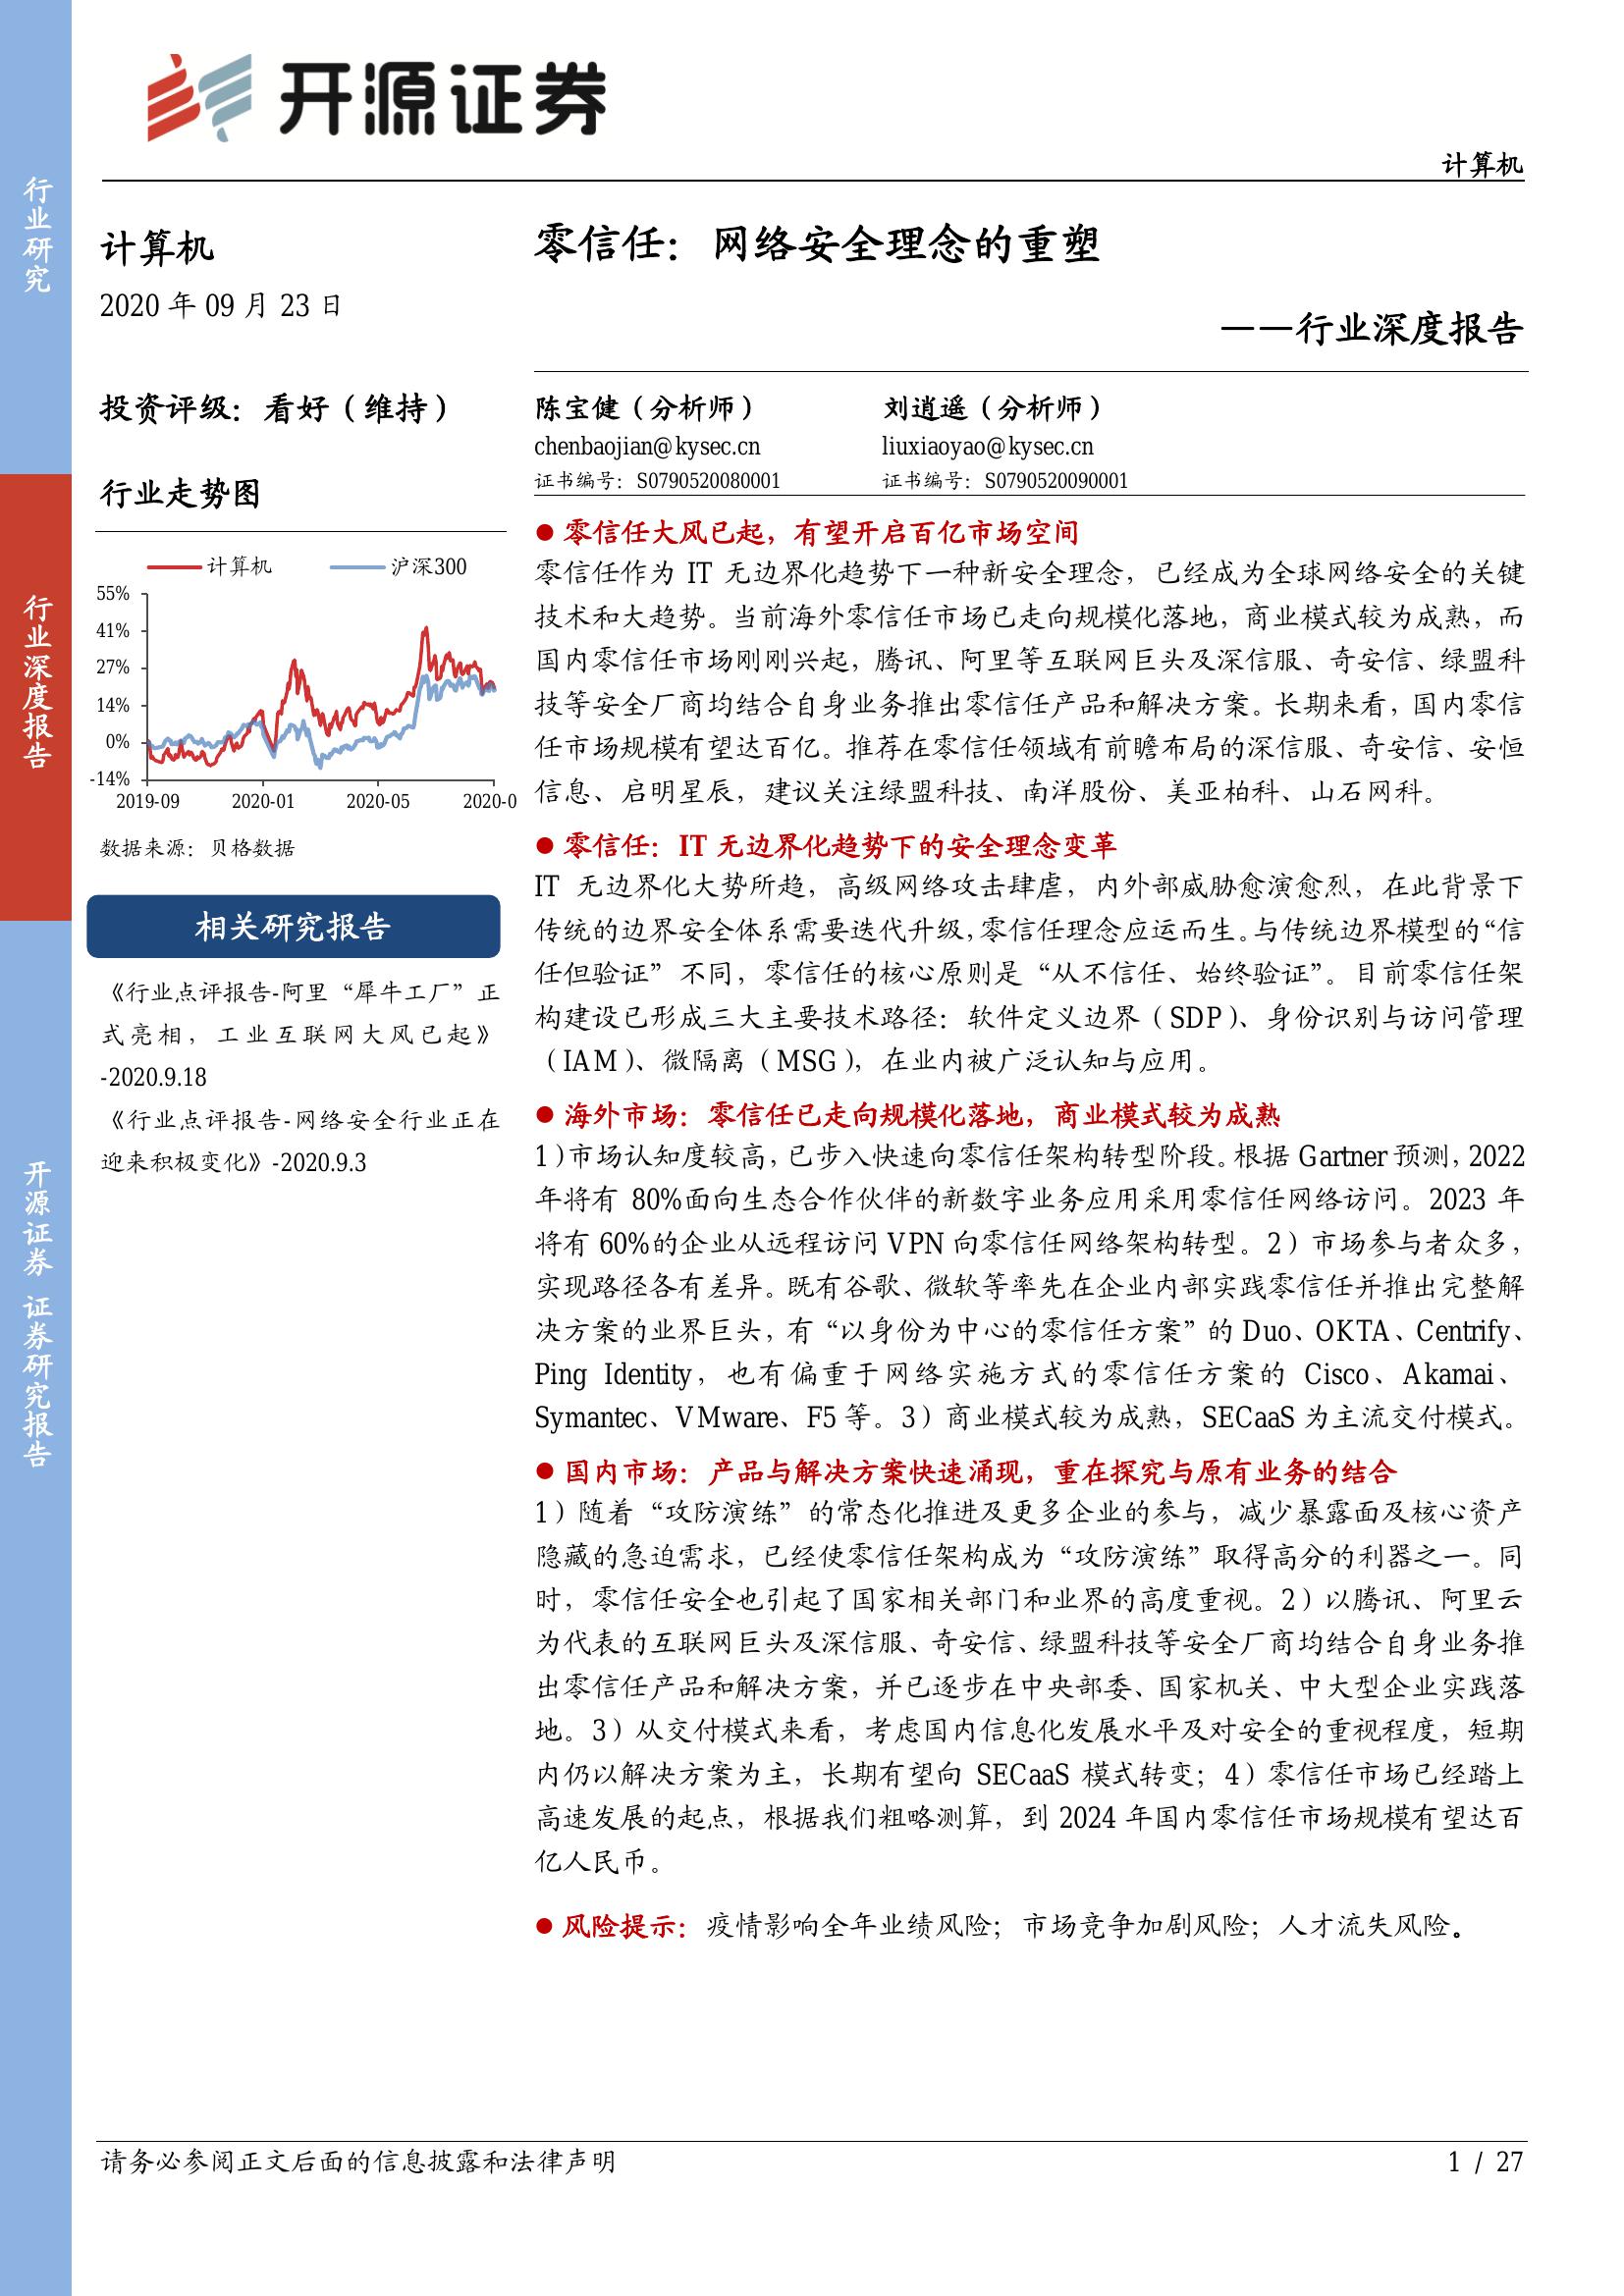 开源证券
计算机
行业研究
行业深度报告
开源证券 证券研究报告
计算机
2020 年 09 月 23 日
投资评级：看好（维持）
行业走势图
计算机
沪深300
55%
41%
27%
14%
0%
-14%
2019-09
2020-01
2020-05
2020-0
数据来源：贝格数据
相关研究报告
《行业点评报告-阿里“犀牛工厂”正
式亮相，工业互联网大风已起》
-2020.9.18
《行业点评报告-网络安全行业正在
迎来积极变化》-2020.9.3
零信任：网络安全理念的重塑
——行业深度报告
陈宝健（分析师）
刘逍遥（分析师）
chenbaojian@kysec.cn
liuxiaoyao@kysec.cn
证书编号：S0790520080001
证书编号：S0790520090001
● 零信任大风已起，有望开启百亿市场空间
零信任作为 IT 无边界化趋势下一种新安全理念，已经成为全球网络安全的关键
技术和大趋势。当前海外零信任市场已走向规模化落地，商业模式较为成熟，而
国内零信任市场刚刚兴起，腾讯、阿里等互联网巨头及深信服、奇安信、绿盟科
技等安全厂商均结合自身业务推出零信任产品和解决方案。长期来看，国内零信
任市场规模有望达百亿。推荐在零信任领域有前瞻布局的深信服、奇安信、安恒
信息、启明星辰，建议关注绿盟科技、南洋股份、美亚柏科、山石网科。
● 零信任：IT 无边界化趋势下的安全理念变革
IT 无边界化大势所趋，高级网络攻击肆虐，内外部威胁愈演愈烈，在此背景下
传统的边界安全体系需要迭代升级，零信任理念应运而生。与传统边界模型的“信
任但验证”不同，零信任的核心原则是“从不信任、始终验证”。目前零信任架
构建设已形成三大主要技术路径：软件定义边界（SDP）、身份识别与访问管理
（IAM）、微隔离（MSG），在业内被广泛认知与应用。
● 海外市场：零信任已走向规模化落地，商业模式较为成熟
1）市场认知度较高，已步入快速向零信任架构转型阶段。根据 Gartner 预测，2022
年将有 80%面向生态合作伙伴的新数字业务应用采用零信任网络访问。2023 年
将有 60%的企业从远程访问 VPN 向零信任网络架构转型。2）市场参与者众多，
实现路径各有差异。既有谷歌、微软等率先在企业内部实践零信任并推出完整解
决方案的业界巨头，有“以身份为中心的零信任方案”的 Duo、OKTA、Centrify、
Ping Identity，也有偏重于网络实施方式的零信任方案的 Cisco、Akamai、
Symantec、VMware、F5 等。3）商业模式较为成熟，SECaaS 为主流交付模式。
● 国内市场：产品与解决方案快速涌现，重在探究与原有业务的结合
1）随着“攻防演练”的常态化推进及更多企业的参与，减少暴露面及核心资产
隐藏的急迫需求，已经使零信任架构成为“攻防演练”取得高分的利器之一。同
时，零信任安全也引起了国家相关部门和业界的高度重视。2）以腾讯、阿里云
为代表的互联网巨头及深信服、奇安信、绿盟科技等安全厂商均结合自身业务推
出零信任产品和解决方案，并已逐步在中央部委、国家机关、中大型企业实践落
地。3）从交付模式来看，考虑国内信息化发展水平及对安全的重视程度，短期
内仍以解决方案为主，长期有望向 SECaaS 模式转变；4）零信任市场已经踏上
高速发展的起点，根据我们粗略测算，到 2024 年国内零信任市场规模有望达百
亿人民币。
● 风险提示：疫情影响全年业绩风险；市场竞争加剧风险；人才流失风险。
请务必参阅正文后面的信息披露和法律声明
1 / 27